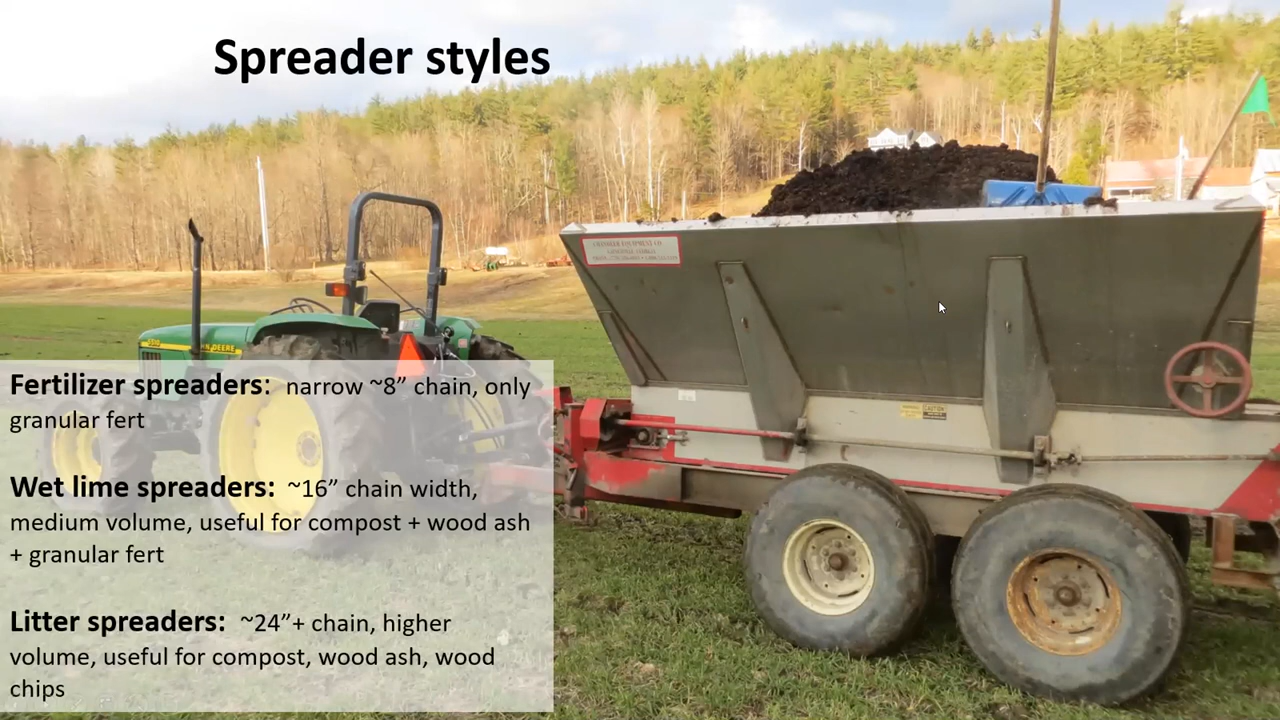 Spreader styles
Fertilizer spreaders: narrow ~8” chain, only
granular fert
Wet lime spreaders: ~16” chain width,
medium volume, useful for compost + wood ash
+ granular fert
Litter spreaders: ~24”+ chain, higher
volume, useful for compost, wood ash, wood
chips
CAUTION